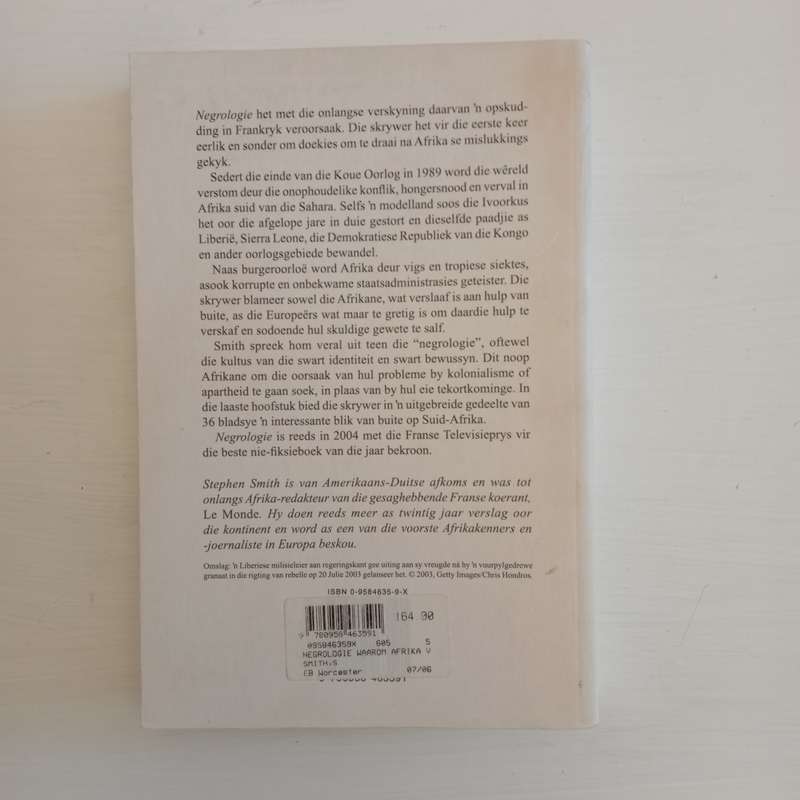 Negrologie het met die onlangse verskyning daarvan 'n opskud-
ding in Frankryk veroorsaak. Die skrywer het vir die eerste keer
eerlik en sonder om doekies om te draai na Afrika se mislukkings
gekyk.
Sedert die einde van die Koue Oorlog in 1989 word die wêreld
verstom deur die onophoudelike konflik, hongersnood en verval in
Afrika suid van die Sahara. Selfs 'n modelland soos die Ivoorkus
het oor die afgelope jare in duie gestort en dieselfde paadjie as
Liberië, Sierra Leone, die Demokratiese Republiek van die Kongo
en ander oorlogsgebiede bewandel.
Naas burgeroorloë word Afrika deur vigs en tropiese siektes,
asook korrupte en onbekwame staatsadministrasies geteister. Die
skrywer blameer sowel die Afrikane, wat verslaaf is aan hulp van
buite, as die Europeërs wat maar te gretig is om daardie hulp te
verskaf en sodoende hul skuldige gewete te salf.
Smith spreek hom veral uit teen die "negrologie", oftewel
die kultus van die swart identiteit en swart bewussyn. Dit noop
Afrikane om die oorsaak van hul probleme by kolonialisme of
apartheid te gaan soek, in plaas van by hul eie tekortkominge. In
die laaste hoofstuk bied die skrywer in 'n uitgebreide gedeelte van
36 bladsye 'n interessante blik van buite op Suid-Afrika.
Negrologie is reeds in 2004 met die Franse Televisieprys vir
die beste nie-fiksieboek van die jaar bekroon.
Stephen Smith is van Amerikaans-Duitse afkoms en was tot
onlangs Afrika-redakteur van die gesaghebbende Franse koerant,
Le Monde. Hy doen reeds meer as twintig jaar verslag oor
die kontinent en word as een van die voorste Afrikakenners en
-joernaliste in Europa beskou.
Omslag: 'n Liberiese milisieleier aan regeringskant gee uiting aan sy vreugde ná hy 'n vuurpylgedrewe
granaat in die rigting van rebelle op 20 Julie 2003 gelanseer het. © 2003, Getty Images/Chris Hondros.
ISBN 0-9584635-9-X
164.90
9 780958 463591
095846359X 605 5
NEGROLOGIE WAAROM AFRIKA V
SMITH,S
EB Worcester 07/06